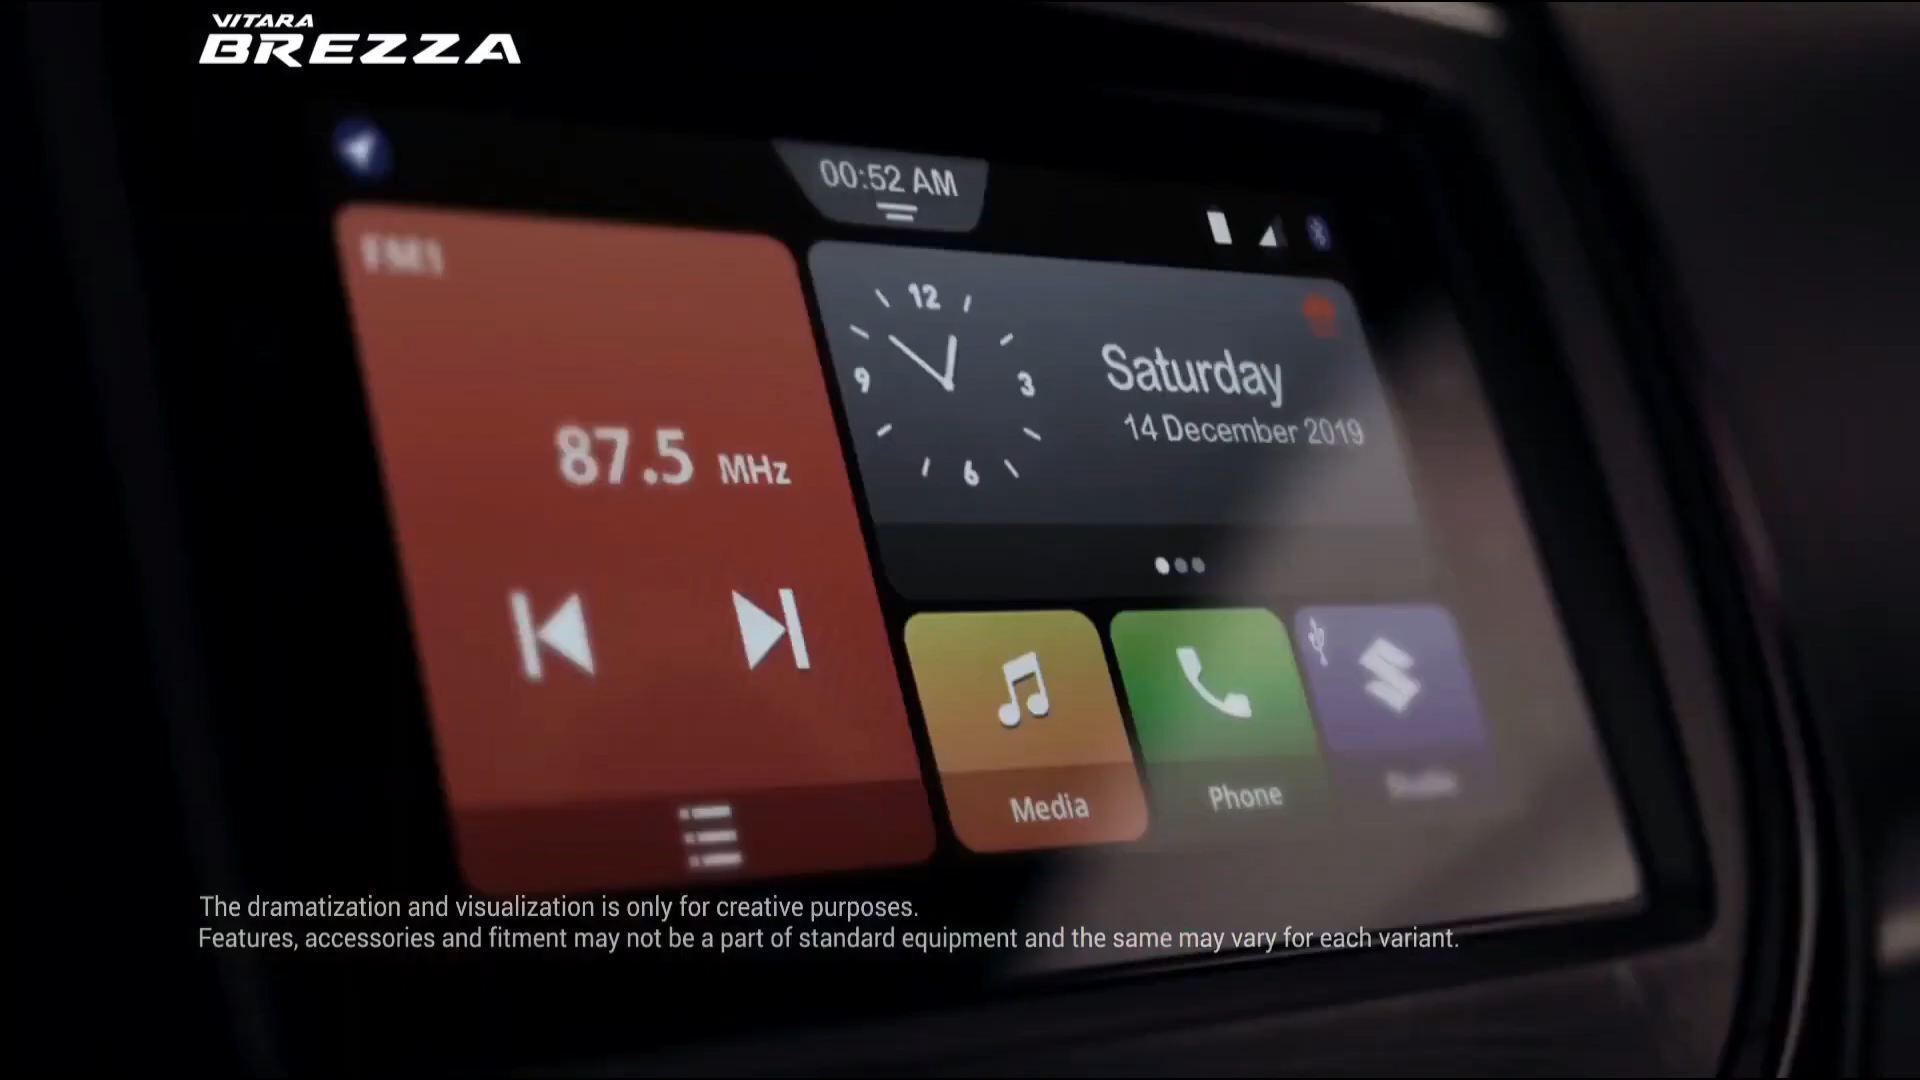 VITARA
BREZZA
00:52 AM
FM1
12
9
3
6
Saturday
14 December 2019
87.5 MHz
Media
Phone
The dramatization and visualization is only for creative purposes.
Features, accessories and fitment may not be a part of standard equipment and the same may vary for each variant.